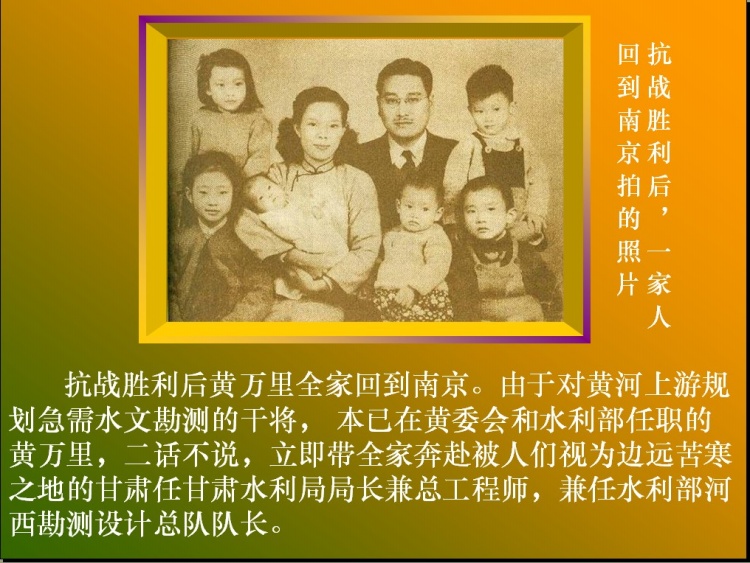 抗战胜利后，一家人
回到南京拍的照片
抗战胜利后黄万里全家回到南京。由于对黄河上游规
划急需水文勘测的干将， 本已在黄委会和水利部任职的
黄万里，二话不说，立即带全家奔赴被人们视为边远苦寒
之地的甘肃任甘肃水利局局长兼总工程师，兼任水利部河
西勘测设计总队队长。